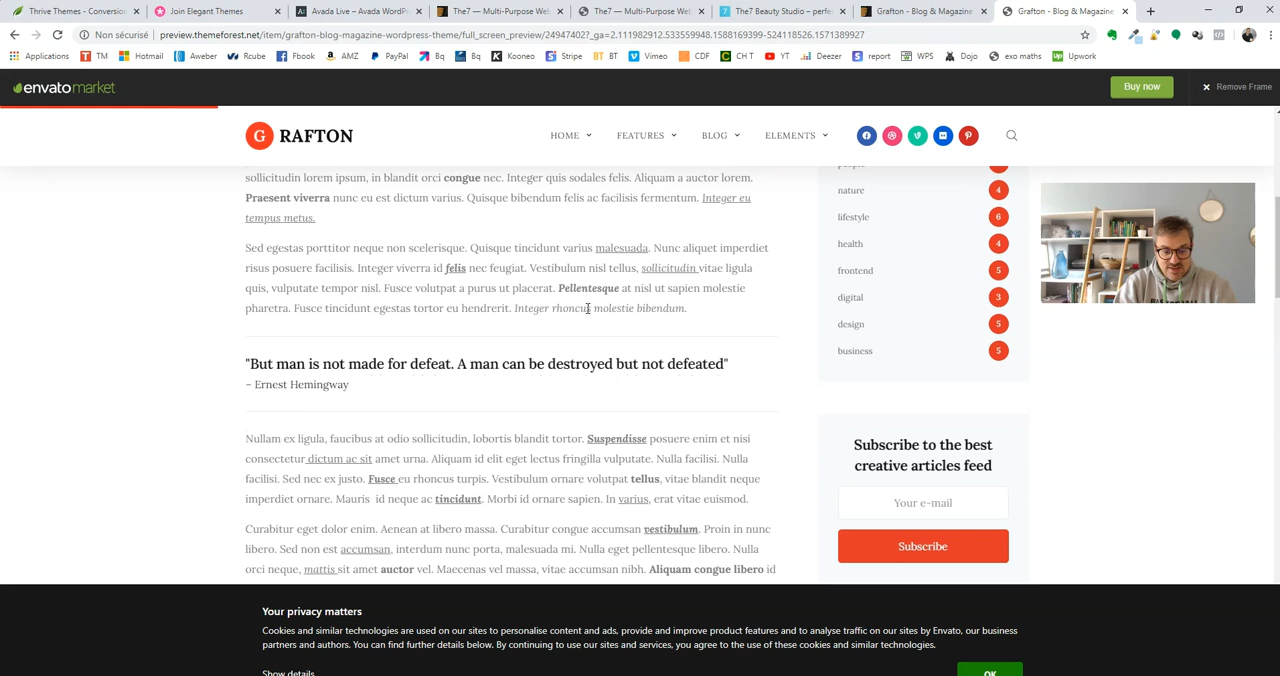 Thrive Themes - Conversion
Join Elegant Themes
Avada Live – Avada WordPr
The7 — Multi-Purpose Web
The7 — Multi-Purpose Web
The7 Beauty Studio – perfec
Grafton - Blog & Magazine
Grafton - Blog & Magazine
Non sécurisé | preview.themeforest.net/item/grafton-blog-magazine-wordpress-theme/full_screen_preview/24947402?_ga=2.111982912.533559948.1588169399-524118526.1571389927
Applications TM Hotmail Aweber Rcube Fbook AMZ PayPal Bq Bq Kooneo Stripe BT Vimeo CDF CH T YT Deezer report WPS Dojo exo maths Upwork
envatomarket
Buy now
Remove Frame
G RAFTON
HOME FEATURES BLOG ELEMENTS
sollicitudin lorem ipsum, in blandit orci congue nec. Integer quis sodales felis. Aliquam a auctor lorem.
Praesent viverra nunc eu est dictum varius. Quisque bibendum felis ac facilisis fermentum. Integer eu
tempus metus.
Sed egestas porttitor neque non scelerisque. Quisque tincidunt varius malesuada. Nunc aliquet imperdiet
risus posuere facilisis. Integer viverra id felis nec feugiat. Vestibulum nisl tellus, sollicitudin vitae ligula
quis, vulputate tempor nisl. Fusce volutpat a purus ut placerat. Pellentesque at nisl ut sapien molestie
pharetra. Fusce tincidunt egestas tortor eu hendrerit. Integer rhoncus molestie bibendum.
"But man is not made for defeat. A man can be destroyed but not defeated"
– Ernest Hemingway
Nullam ex ligula, faucibus at odio sollicitudin, lobortis blandit tortor. Suspendisse posuere enim et nisi
consectetur dictum ac sit amet urna. Aliquam id elit eget lectus fringilla vulputate. Nulla facilisi. Nulla
facilisi. Sed nec ex justo. Fusce eu rhoncus turpis. Vestibulum ornare volutpat tellus, vitae blandit neque
imperdiet ornare. Mauris id neque ac tincidunt. Morbi id ornare sapien. In varius, erat vitae euismod.
Curabitur eget dolor enim. Aenean at libero massa. Curabitur congue accumsan vestibulum. Proin in nunc
libero. Sed non est accumsan, interdum nunc porta, malesuada mi. Nulla eget pellentesque libero. Nulla
orci neque, mattis sit amet auctor vel. Maecenas vel massa, vitae accumsan nibh. Aliquam congue libero id
nature 4
lifestyle 6
health 4
frontend 5
digital 3
design 5
business 5
Subscribe to the best
creative articles feed
Your e-mail
Subscribe
Your privacy matters
Cookies and similar technologies are used on our sites to personalise content and ads, provide and improve product features and to analyse traffic on our sites by Envato, our business
partners and authors. You can find further details below. By continuing to use our sites and services, you agree to the use of these cookies and similar technologies.
Show details
OK